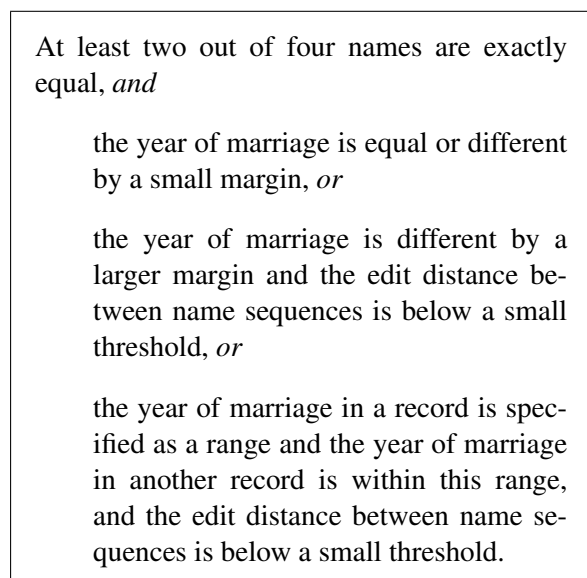 At least two out of four names are exactly
equal, and
the year of marriage is equal or different
by a small margin, or
the year of marriage is different by a
larger margin and the edit distance be-
tween name sequences is below a small
threshold, or
the year of marriage in a record is spec-
ified as a range and the year of marriage
in another record is within this range,
and the edit distance between name se-
quences is below a small threshold.